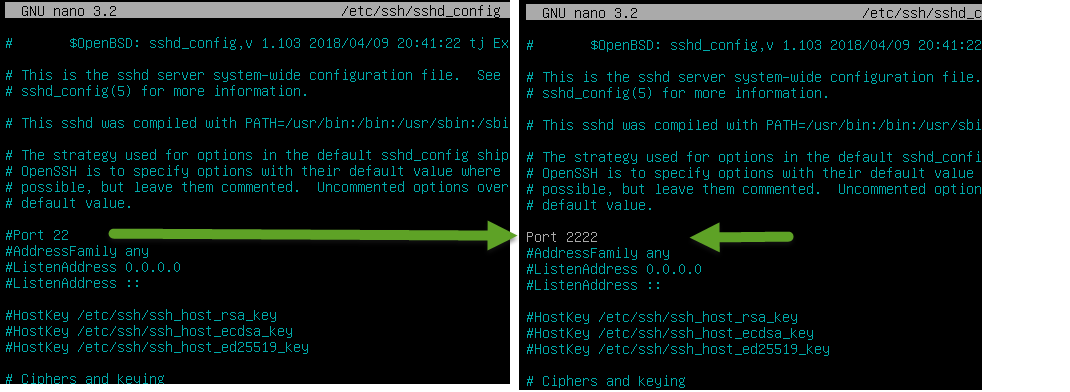 GNU nano 3.2 /etc/ssh/sshd_config
# $OpenBSD: sshd_config,v 1.103 2018/04/09 20:41:22 tj Ex
# This is the sshd server system-wide configuration file. See
# sshd_config(5) for more information.
# This sshd was compiled with PATH=/usr/bin:/bin:/usr/sbin:/sbi
# The strategy used for options in the default sshd_config ship
# OpenSSH is to specify options with their default value where
# possible, but leave them commented. Uncommented options over
# default value.
#Port 22
#AddressFamily any
#ListenAddress 0.0.0.0
#ListenAddress ::
#HostKey /etc/ssh/ssh_host_rsa_key
#HostKey /etc/ssh/ssh_host_ecdsa_key
#HostKey /etc/ssh/ssh_host_ed25519_key
# Ciphers and keying
GNU nano 3.2 /etc/ssh/sshd_c
# $OpenBSD: sshd_config,v 1.103 2018/04/09 20:41:22
# This is the sshd server system-wide configuration file.
# sshd_config(5) for more information.
# This sshd was compiled with PATH=/usr/bin:/bin:/usr/sbi
# The strategy used for options in the default sshd_confi
# OpenSSH is to specify options with their default value
# possible, but leave them commented. Uncommented option
# default value.
Port 2222
#AddressFamily any
#ListenAddress 0.0.0.0
#ListenAddress ::
#HostKey /etc/ssh/ssh_host_rsa_key
#HostKey /etc/ssh/ssh_host_ecdsa_key
#HostKey /etc/ssh/ssh_host_ed25519_key
# Ciphers and keying